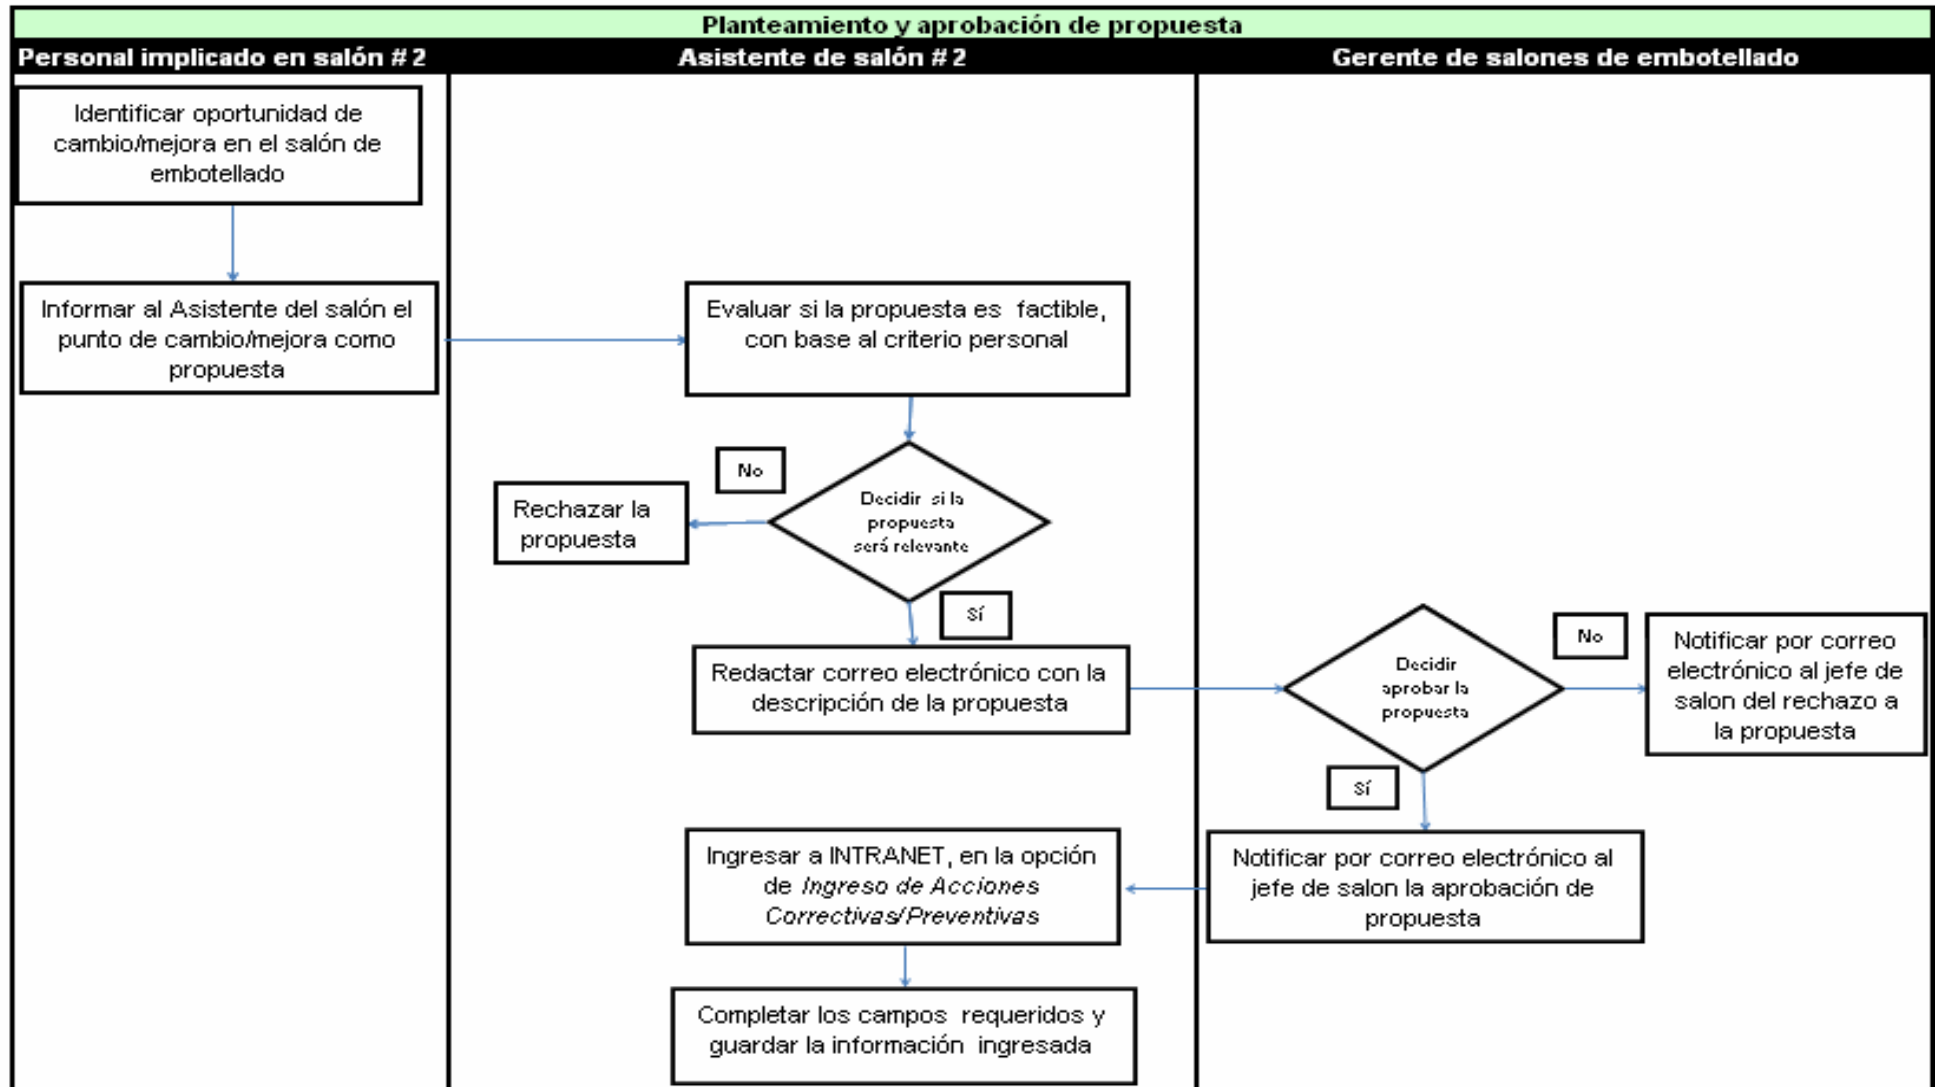 Planteamiento y aprobación de propuesta
Personal implicado en salón # 2
Asistente de salón # 2
Gerente de salones de embotellado
Identificar oportunidad de
cambio/mejora en el salón de
embotellado
Informar al Asistente del salón el
punto de cambio/mejora como
propuesta
Evaluar si la propuesta es factible,
con base al criterio personal
Decidir si la
propuesta
será relevante
No
Rechazar la
propuesta
Sí
Redactar correo electrónico con la
descripción de la propuesta
Decidir
aprobar la
propuesta
No
Notificar por correo
electrónico al jefe de
salon del rechazo a
la propuesta
Sí
Notificar por correo electrónico al
jefe de salon la aprobación de
propuesta
Ingresar a INTRANET, en la opción
de Ingreso de Acciones
Correctivas/Preventivas
Completar los campos requeridos y
guardar la información ingresada